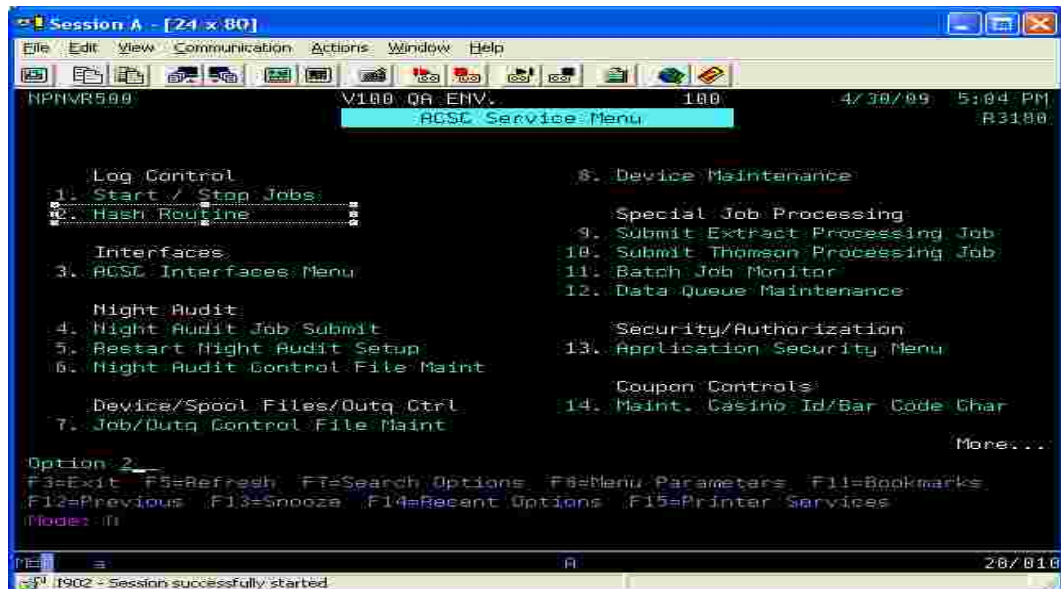 Session A - [24 x 80]
File Edit View Communication Actions Window Help
NPNVR500 V100 QA ENV. 100 4/30/09 5:04 PM
ACSC Service Menu R3180
Log Control 8. Device Maintenance
1. Start / Stop Jobs
2. Hash Routine Special Job Processing
9. Submit Extract Processing Job
Interfaces 10. Submit Thomson Processing Job
3. ACSC Interfaces Menu 11. Batch Job Monitor
12. Data Queue Maintenance
Night Audit
4. Night Audit Job Submit Security/Authorization
5. Restart Night Audit Setup 13. Application Security Menu
6. Night Audit Control File Maint
Coupon Controls
Device/Spool Files/Outq Ctrl 14. Maint. Casino Id/Bar Code Char
7. Job/Outq Control File Maint
More...
Option 2
F3=Exit F5=Refresh F7=Search Options F8=Menu Parameters F11=Bookmarks
F12=Previous F13=Snooze F14=Recent Options F15=Printer Services
Mode:
A 20/010
I902 - Session successfully started